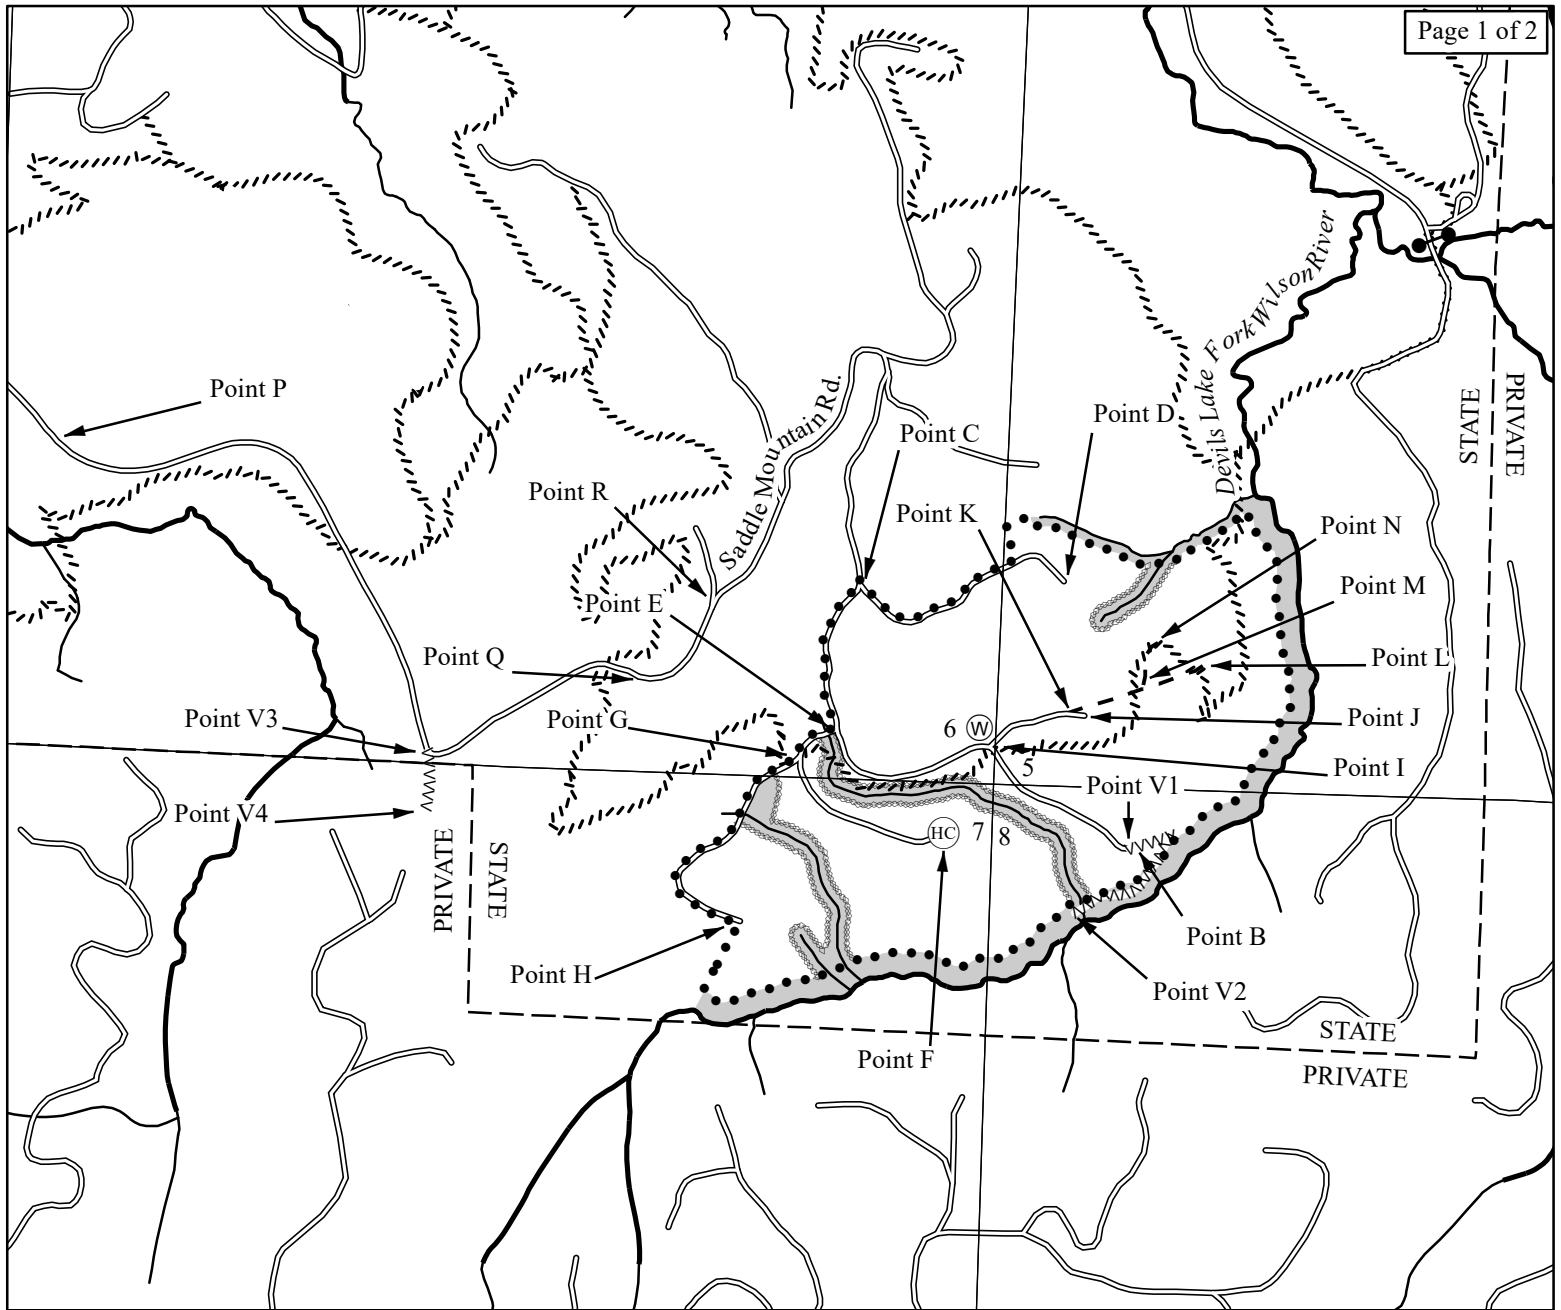 Page 1 of 2
Devils Lake Fork Wilson River
STATE
PRIVATE
Point P
Saddle Mountain Rd.
Point C
Point D
Point R
Point K
Point N
Point E
Point M
Point Q
Point L
Point V3
Point G
6
W
Point J
5
Point I
Point V1
Point V4
HC
7
8
PRIVATE
STATE
Point B
Point H
Point V2
STATE
Point F
PRIVATE